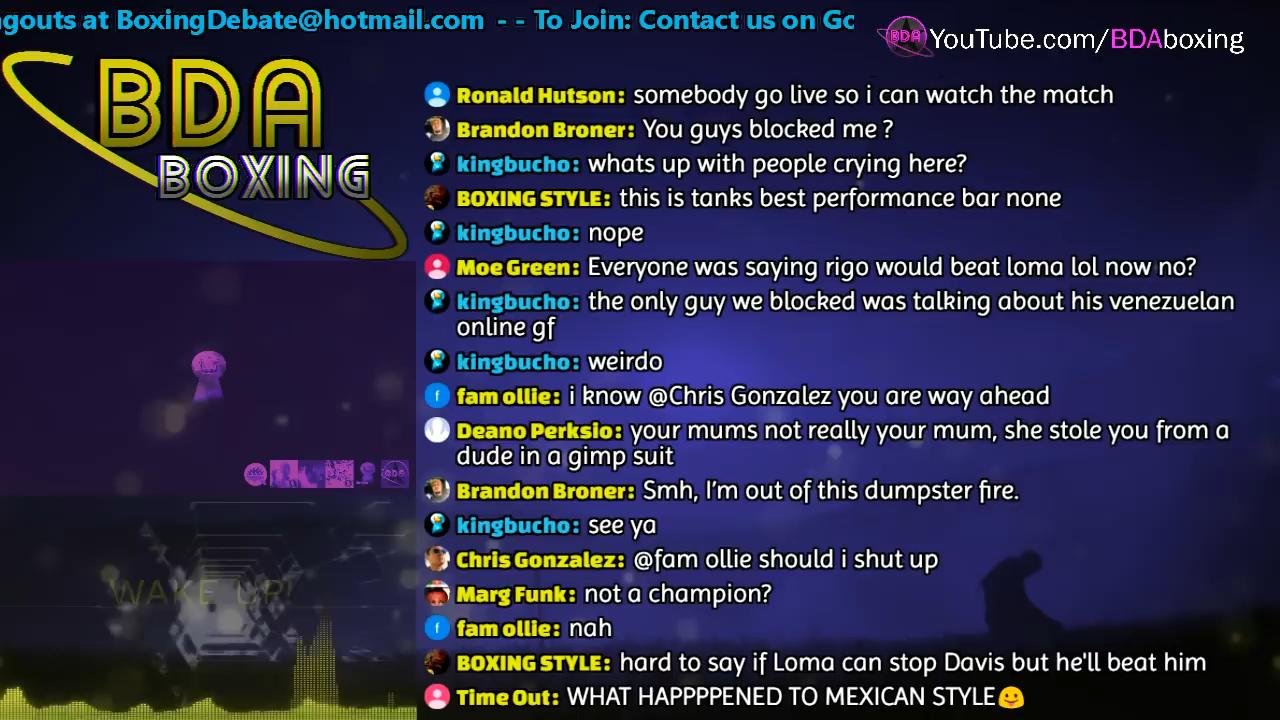 gouts at BoxingDebate@hotmail.com - - To Join: Contact us on Go
BDA YouTube.com/BDAboxing
BDA
BOXING
Ronald Hutson: somebody go live so i can watch the match
Brandon Broner: You guys blocked me ?
kingbucho: whats up with people crying here?
BOXING STYLE: this is tanks best performance bar none
kingbucho: nope
Moe Green: Everyone was saying rigo would beat loma lol now no?
kingbucho: the only guy we blocked was talking about his venezuelan
online gf
kingbucho: weirdo
fam ollie: i know @Chris Gonzalez you are way ahead
Deano Perksio: your mums not really your mum, she stole you from a
dude in a gimp suit
Brandon Broner: Smh, I’m out of this dumpster fire.
kingbucho: see ya
Chris Gonzalez: @fam ollie should i shut up
Marg Funk: not a champion?
fam ollie: nah
BOXING STYLE: hard to say if Loma can stop Davis but he'll beat him
Time Out: WHAT HAPPPPENED TO MEXICAN STYLE😀
WAKE UP!